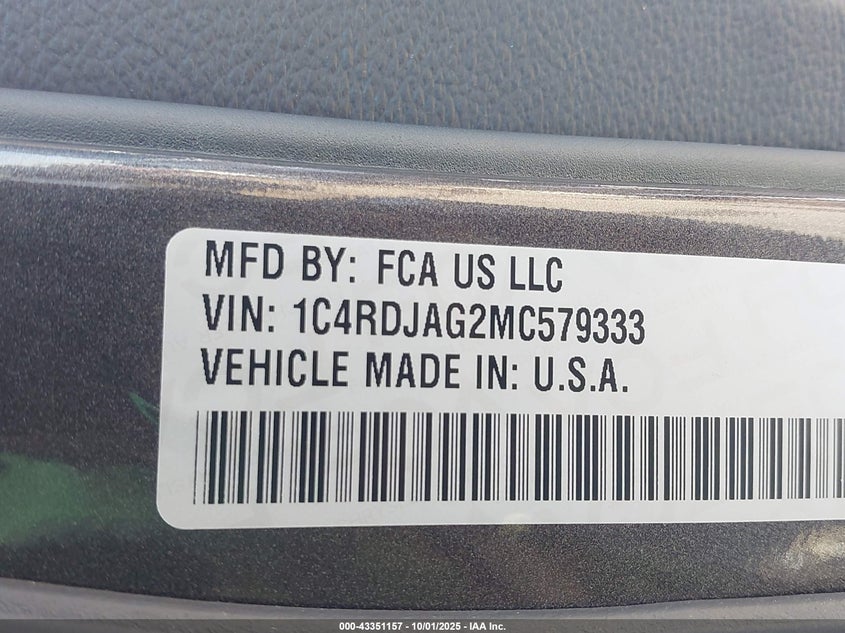 MFD BY: FCA US LLC
VIN: 1C4RDJAG2MC579333
VEHICLE MADE IN: U.S.A.
000-43351157 - 10/01/2025 - IAA Inc.